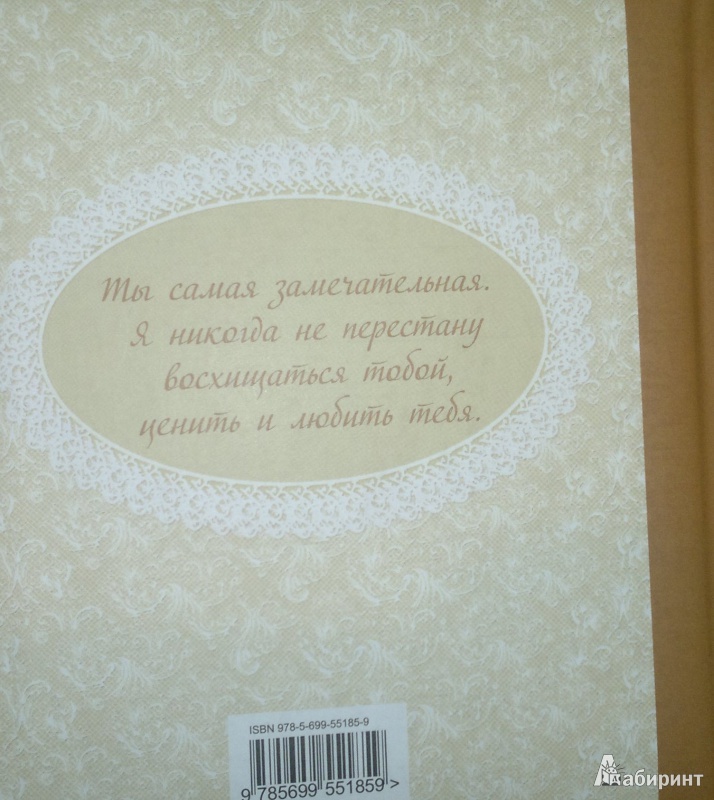 Ты самая замечательная.
Я никогда не перестану
восхищаться тобой,
ценить и любить тебя.
ISBN 978-5-699-55185-9
9 785699 551859>
Лабиринт